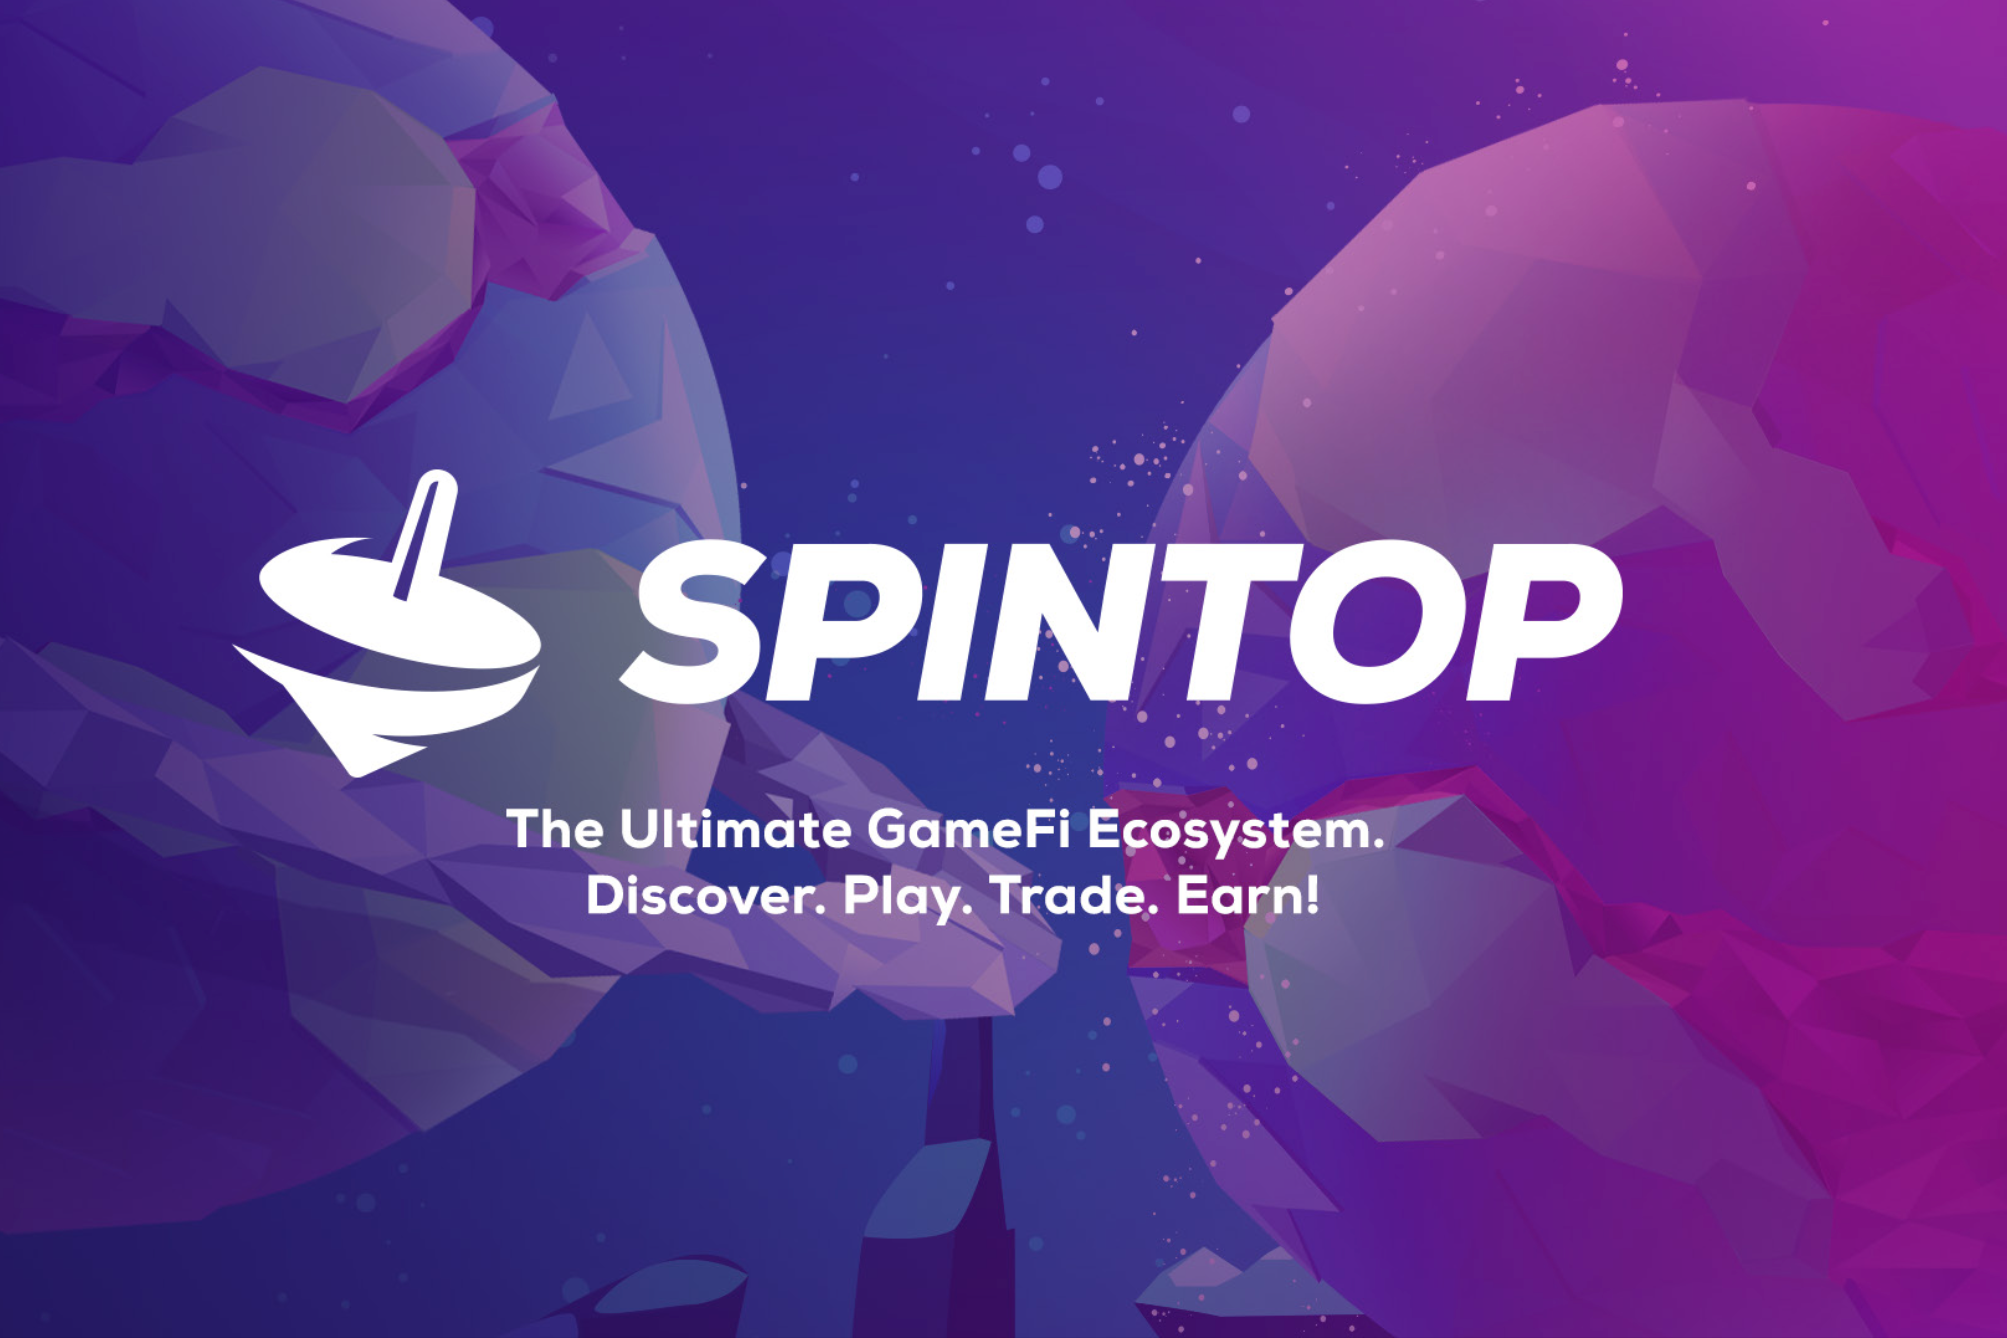 SPINTOP
The Ultimate GameFi Ecosystem.
Discover. Play. Trade. Earn!